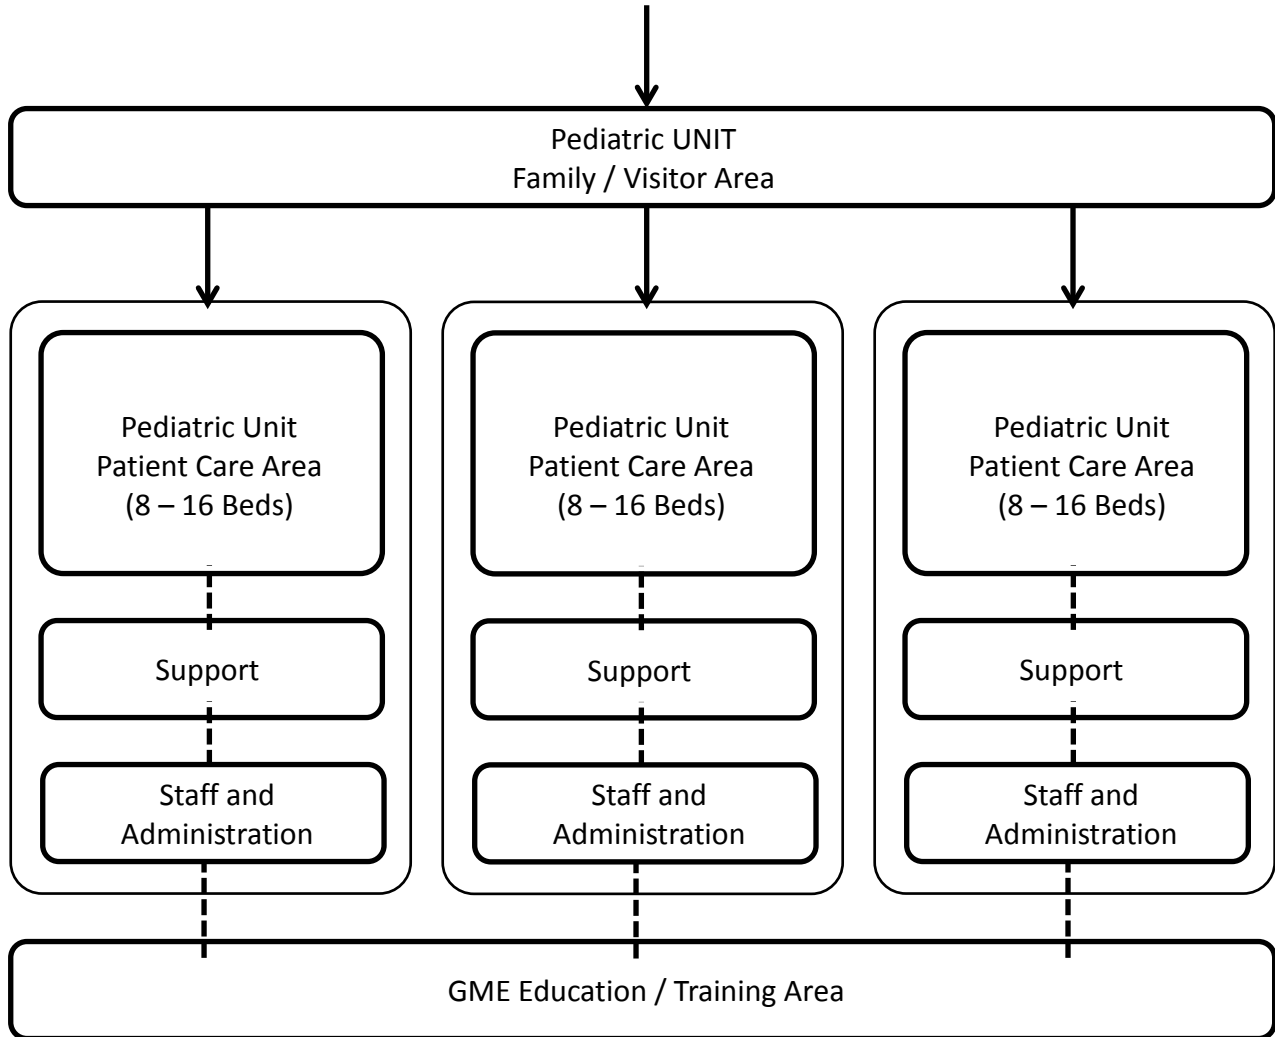 Pediatric UNIT
Family / Visitor Area
Pediatric Unit
Patient Care Area
(8 – 16 Beds)
Support
Staff and
Administration
Pediatric Unit
Patient Care Area
(8 – 16 Beds)
Support
Staff and
Administration
Pediatric Unit
Patient Care Area
(8 – 16 Beds)
Support
Staff and
Administration
GME Education / Training Area